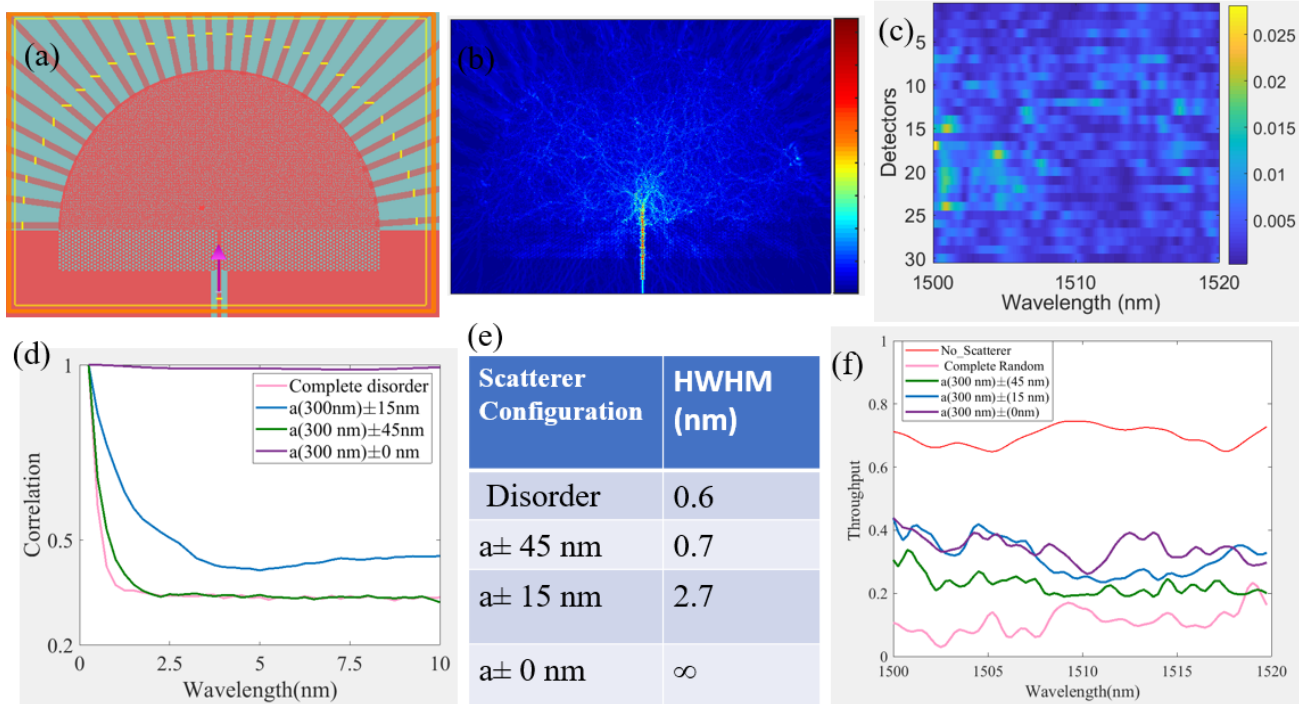 (a)
(b)
(c)
0.025
0.02
0.015
0.01
0.005
5
10
15
20
25
30
Detectors
1500
1510
1520
Wavelength (nm)
(d)
1
0.5
0.2
Correlation
Complete disorder
a(300nm)±15nm
a(300 nm)±45nm
a(300 nm)±0 nm
0
2.5
5
7.5
10
Wavelength(nm)
(e)
Scatterer Configuration
HWHM (nm)
Disorder
0.6
a± 45 nm
0.7
a± 15 nm
2.7
a± 0 nm
∞
(f)
1
0.8
0.6
0.4
0.2
0
Throughput
No_Scatterer
Complete Random
a(300 nm)±(45 nm)
a(300 nm)±(15 nm)
a(300 nm)±(0nm)
1500
1505
1510
1515
1520
Wavelength(nm)